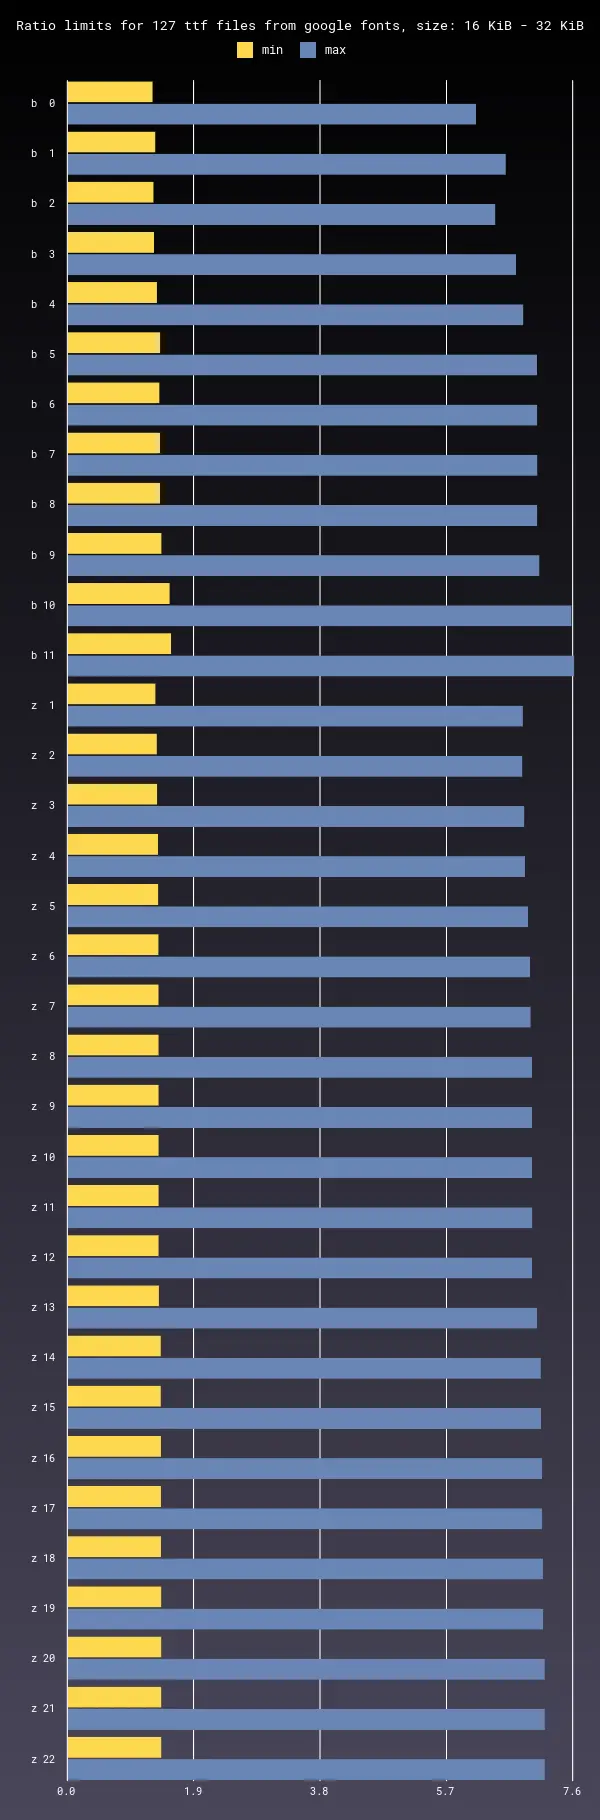 Ratio limits for 127 ttf files from google fonts, size: 16 KiB - 32 KiB
min max
b 0
b 1
b 2
b 3
b 4
b 5
b 6
b 7
b 8
b 9
b 10
b 11
z 1
z 2
z 3
z 4
z 5
z 6
z 7
z 8
z 9
z 10
z 11
z 12
z 13
z 14
z 15
z 16
z 17
z 18
z 19
z 20
z 21
z 22
0.0 1.9 3.8 5.7 7.6